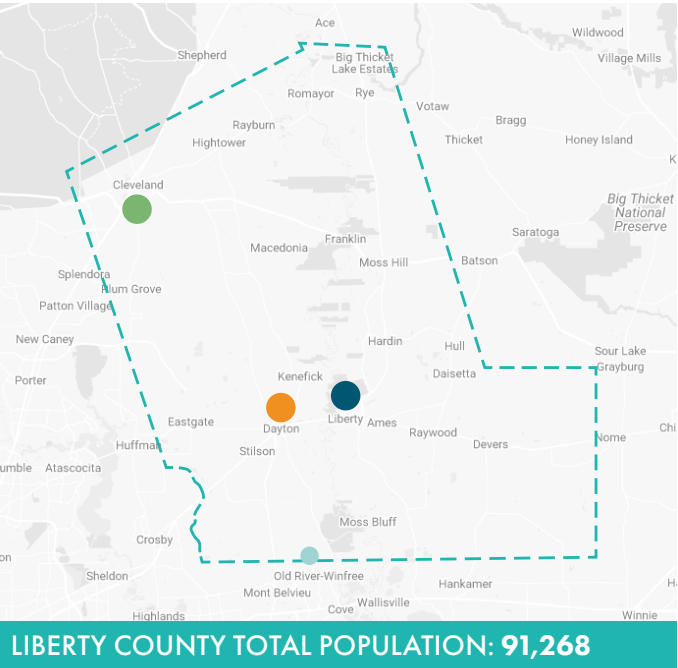 Ace
Wildwood
Shepherd
Big Thicket
Lake Estates
Village Mills
Romayor
Rye
Votaw
Bragg
Rayburn
Hightower
Thicket
Honey Island
K
Cleveland
Big Thicket
National
Preserve
Saratoga
Franklin
Macedonia
Moss Hill
Batson
Splendora
Plum Grove
Patton Village
New Caney
Hardin
Hull
Sour Lake
Grayburg
Porter
Kenefick
Daisetta
Eastgate
Dayton
Liberty
Ames
Raywood
Devers
Nome
Chi
Huffman
Stilson
umble
Atascocita
Moss Bluff
Crosby
on
Sheldon
Old River-Winfree
Hankamer
H
Mont Belvieu
Highlands
Cove
Wallisville
Winnie
LIBERTY COUNTY TOTAL POPULATION: 91,268